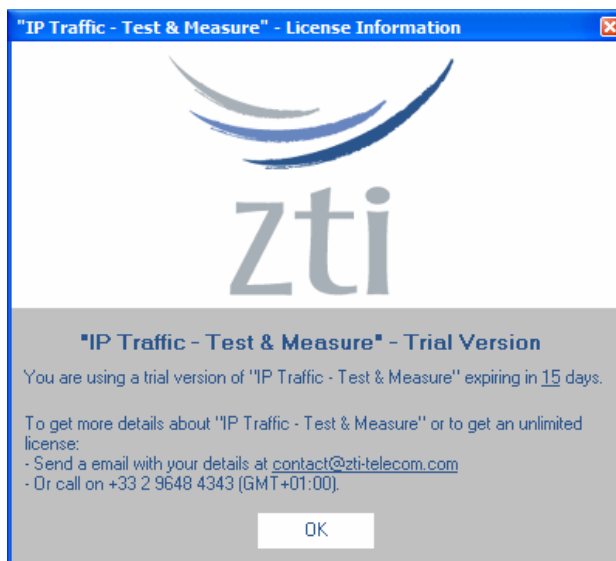 "IP Traffic - Test & Measure" - License Information
zti
"IP Traffic - Test & Measure" - Trial Version
You are using a trial version of "IP Traffic - Test & Measure" expiring in 15 days.
To get more details about "IP Traffic - Test & Measure" or to get an unlimited
license:
- Send a email with your details at contact@zti-telecom.com
- Or call on +33 2 9648 4343 (GMT+01:00).
OK